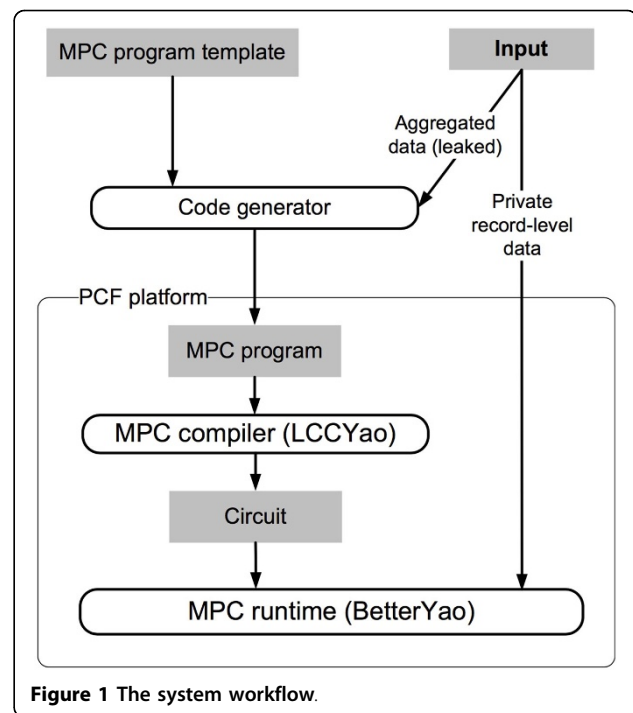 MPC program template
Input
Aggregated
data (leaked)
Code generator
Private
record-level
data
PCF platform
MPC program
MPC compiler (LCCYao)
Circuit
MPC runtime (BetterYao)
Figure 1 The system workflow.